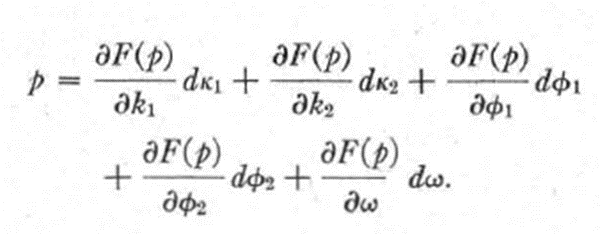 p = ∂F(p)/∂k₁ dκ₁ + ∂F(p)/∂k₂ dκ₂ + ∂F(p)/∂ϕ₁ dϕ₁
+ ∂F(p)/∂ϕ₂ dϕ₂ + ∂F(p)/∂ω dω.